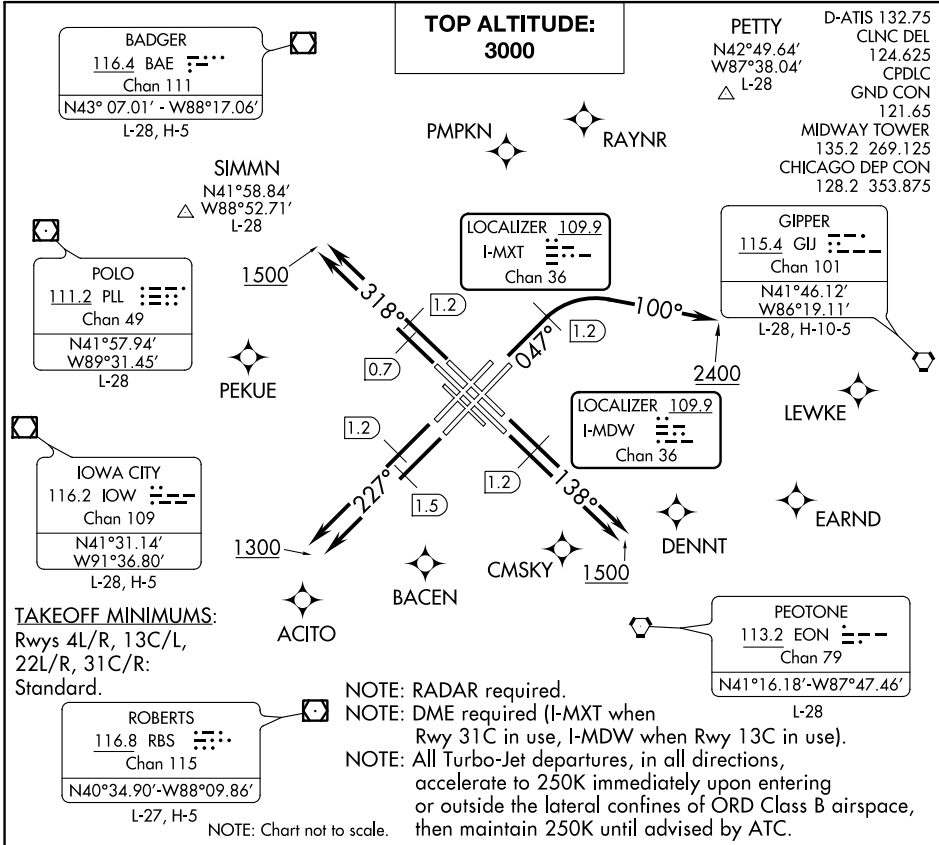 TOP ALTITUDE:
3000
BADGER
116.4 BAE
Chan 111
N43° 07.01′ - W88°17.06′
L-28, H-5
PETTY
N42°49.64′
W87°38.04′
L-28
D-ATIS 132.75
CLNC DEL
124.625
CPDLC
GND CON
121.65
MIDWAY TOWER
135.2 269.125
CHICAGO DEP CON
128.2 353.875
PMPKN
RAYNR
SIMMN
N41°58.84′
W88°52.71′
L-28
LOCALIZER 109.9
I-MXT
Chan 36
GIPPER
115.4 GIJ
Chan 101
N41°46.12′
W86°19.11′
L-28, H-10-5
POLO
111.2 PLL
Chan 49
N41°57.94′
W89°31.45′
L-28
1500
318°
1.2
0.7
047°
1.2
100°
2400
PEKUE
LEWKE
LOCALIZER 109.9
I-MDW
Chan 36
IOWA CITY
116.2 IOW
Chan 109
N41°31.14′
W91°36.80′
L-28, H-5
1.2
227°
1.5
1300
1.2
138°
1500
EARND
DENNT
CMSKY
BACEN
ACITO
TAKEOFF MINIMUMS:
Rwys 4L/R, 13C/L,
22L/R, 31C/R:
Standard.
PEOTONE
113.2 EON
Chan 79
N41°16.18′-W87°47.46′
L-28
ROBERTS
116.8 RBS
Chan 115
N40°34.90′-W88°09.86′
L-27, H-5
NOTE: RADAR required.
NOTE: DME required (I-MXT when
Rwy 31C in use, I-MDW when Rwy 13C in use).
NOTE: All Turbo-Jet departures, in all directions,
accelerate to 250K immediately upon entering
or outside the lateral confines of ORD Class B airspace,
then maintain 250K until advised by ATC.
NOTE: Chart not to scale.